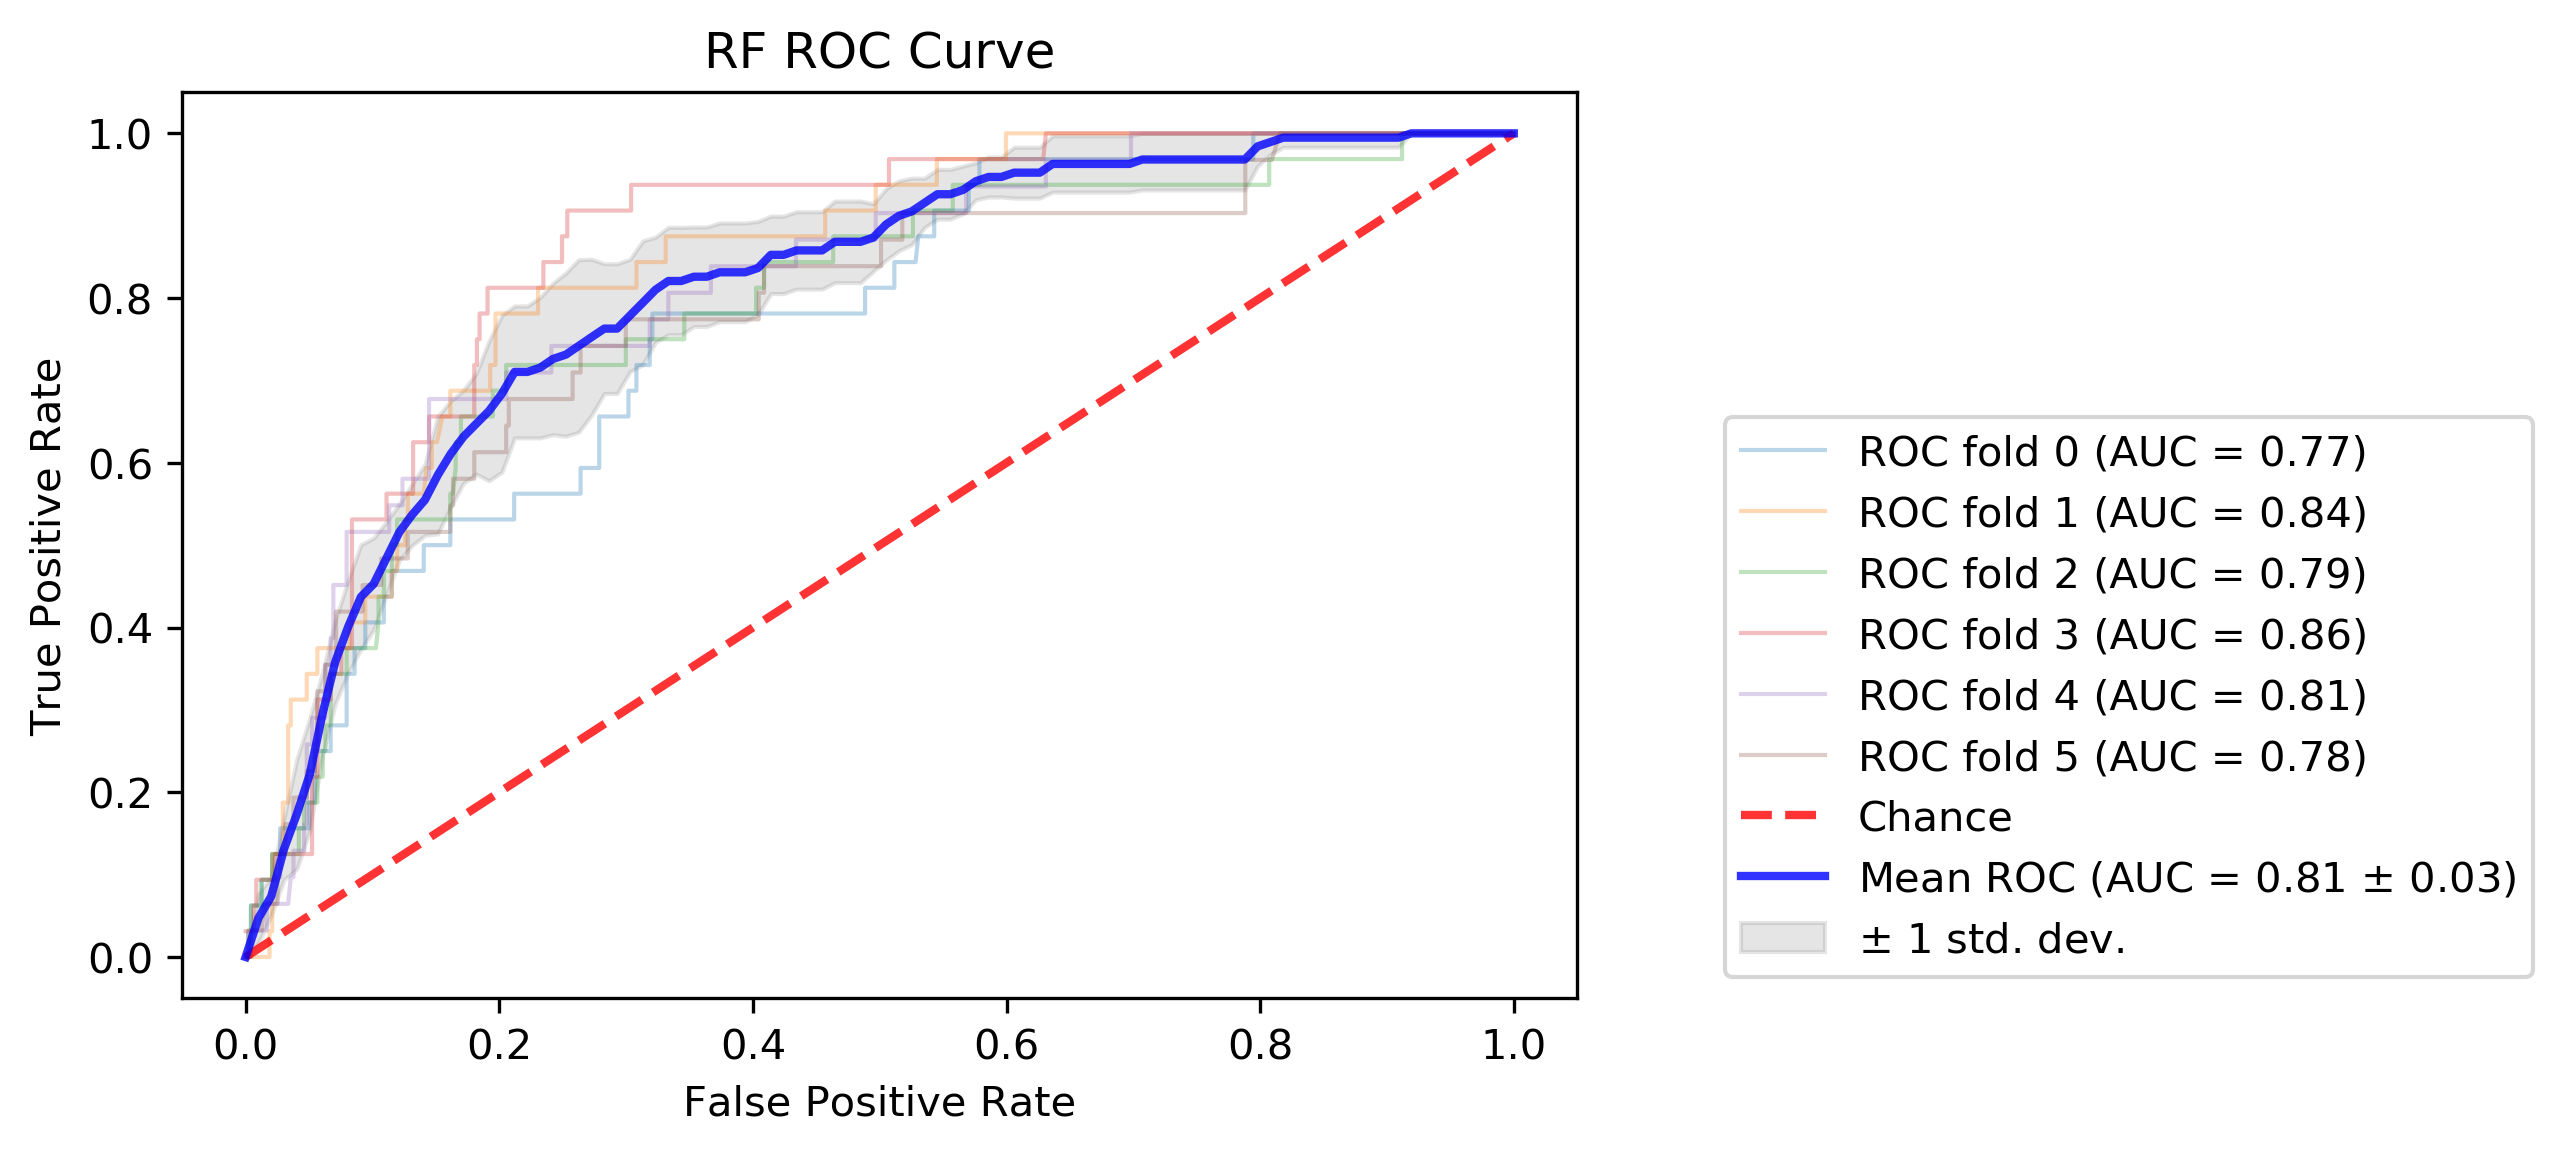 RF ROC Curve
True Positive Rate
1.0
0.8
0.6
0.4
0.2
0.0
0.0 0.2 0.4 0.6 0.8 1.0
False Positive Rate
ROC fold 0 (AUC = 0.77)
ROC fold 1 (AUC = 0.84)
ROC fold 2 (AUC = 0.79)
ROC fold 3 (AUC = 0.86)
ROC fold 4 (AUC = 0.81)
ROC fold 5 (AUC = 0.78)
Chance
Mean ROC (AUC = 0.81 ± 0.03)
± 1 std. dev.